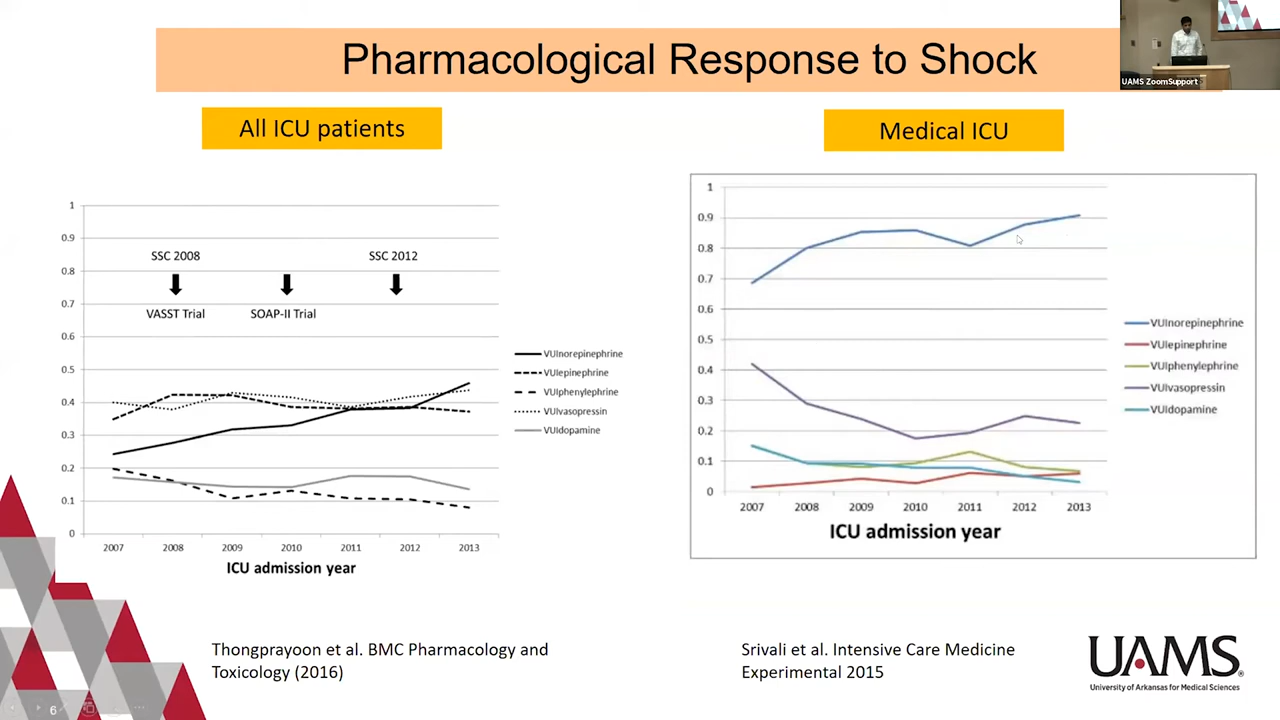 Pharmacological Response to Shock
UAMS ZoomSupport
All ICU patients
1
0.9
0.8
0.7
0.6
0.5
0.4
0.3
0.2
0.1
0
SSC 2008
SSC 2012
VASST Trial
SOAP-II Trial
VUInorepinephrine
VUIepinephrine
VUIphenylephrine
VUIvasopressin
VUIdopamine
2007 2008 2009 2010 2011 2012 2013
ICU admission year
Thongprayoon et al. BMC Pharmacology and
Toxicology (2016)
Medical ICU
1
0.9
0.8
0.7
0.6
0.5
0.4
0.3
0.2
0.1
0
VUInorepinephrine
VUIepinephrine
VUIphenylephrine
VUIvasopressin
VUIdopamine
2007 2008 2009 2010 2011 2012 2013
ICU admission year
Srivali et al. Intensive Care Medicine
Experimental 2015
UAMS®
University of Arkansas for Medical Sciences
6